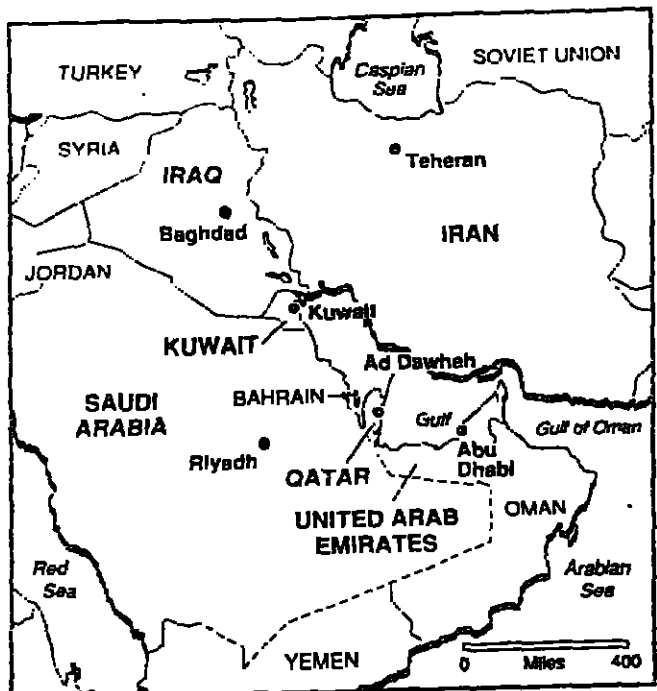 TURKEY
Caspian
Sea
SOVIET UNION
SYRIA
IRAQ
Teheran
Baghdad
IRAN
JORDAN
Kuwait
KUWAIT
Ad Dawhah
SAUDI
ARABIA
BAHRAIN
Gulf
Gulf of Oman
Riyadh
Abu
Dhabi
QATAR
UNITED ARAB
EMIRATES
OMAN
Red
Sea
Arabian
Sea
YEMEN
0 Miles 400